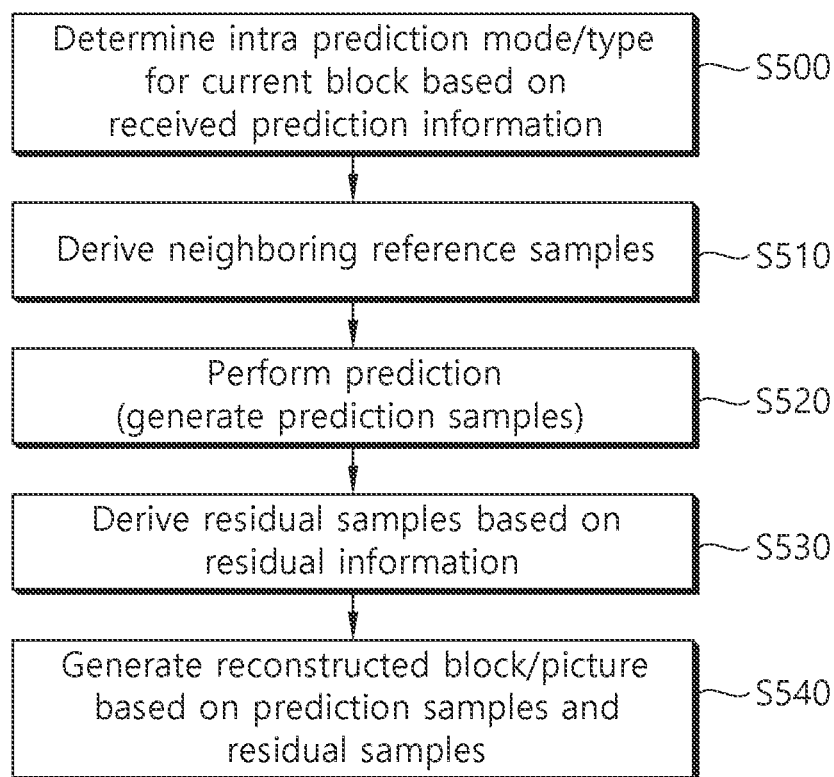 Determine intra prediction mode/type
for current block based on
received prediction information
S500
Derive neighboring reference samples
S510
Perform prediction
(generate prediction samples)
S520
Derive residual samples based on
residual information
S530
Generate reconstructed block/picture
based on prediction samples and
residual samples
S540